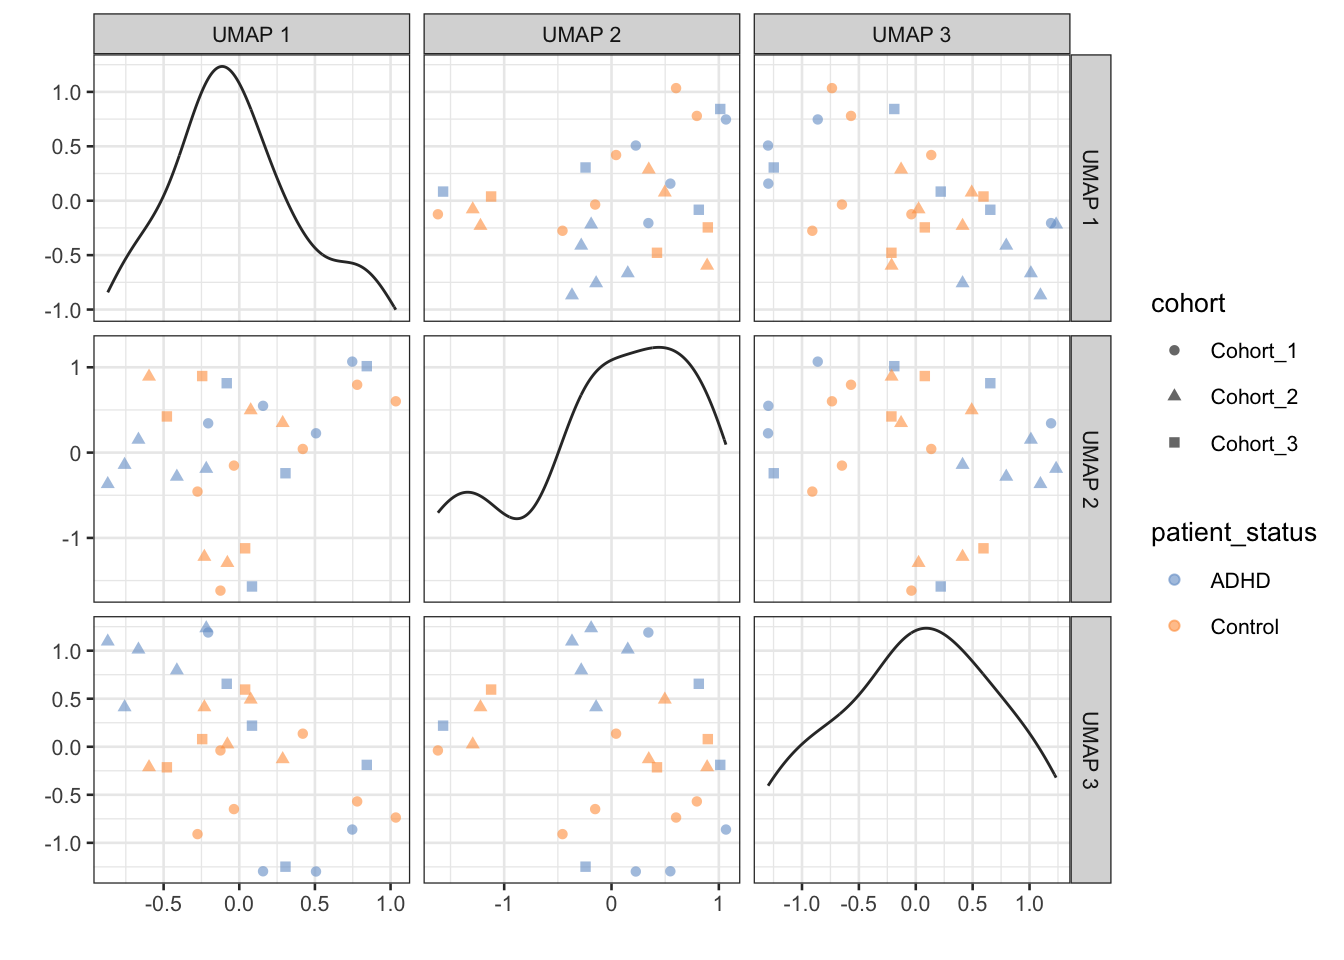 UMAP 1 UMAP 2 UMAP 3
1.0
0.5
0.0
-0.5
-1.0
UMAP 1
1
0
-1
UMAP 2
1.0
0.5
0.0
-0.5
-1.0
UMAP 3
-0.5 0.0 0.5 1.0 -1 0 1 -1.0 -0.5 0.0 0.5 1.0
cohort
Cohort_1
Cohort_2
Cohort_3
patient_status
ADHD
Control